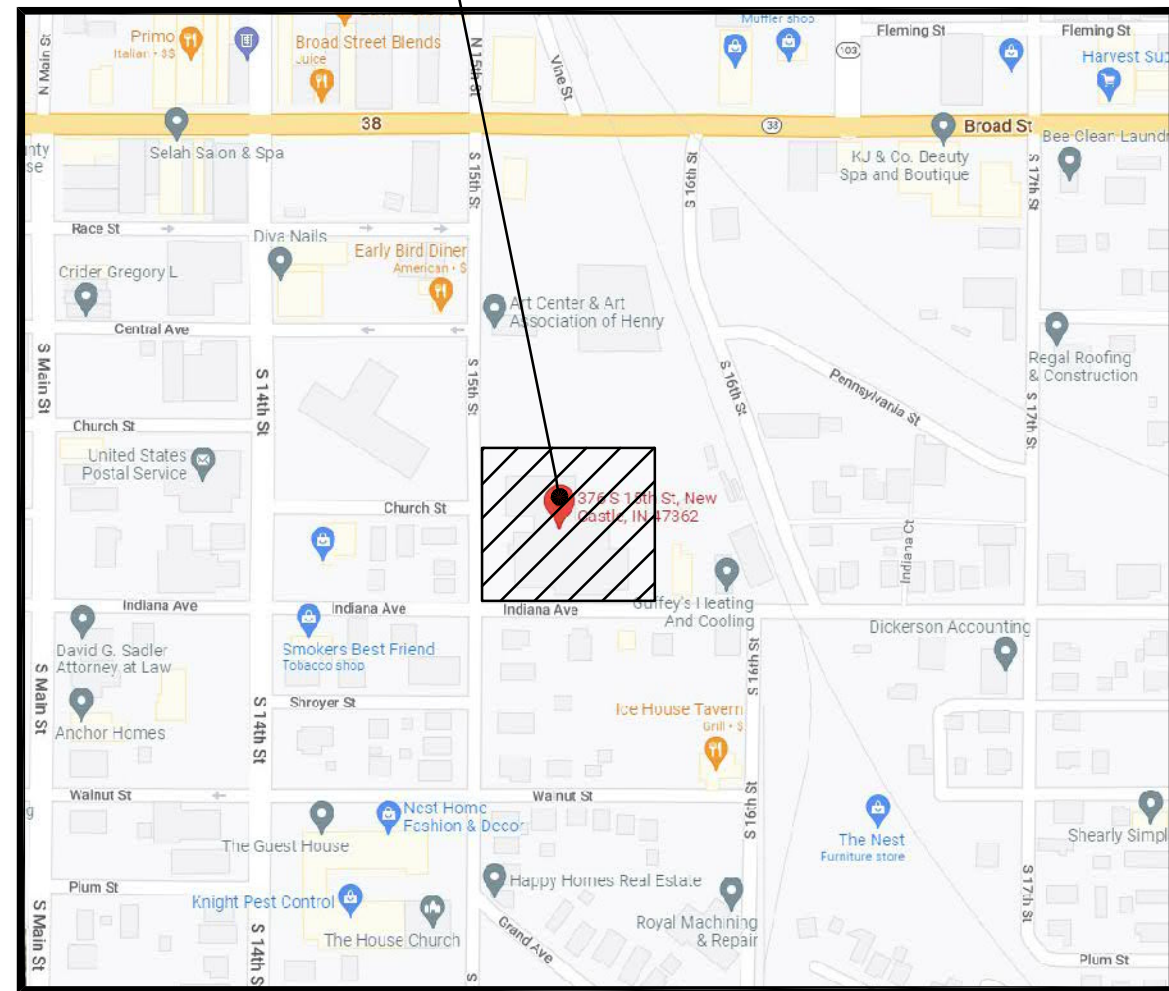 Muffler shop
Fleming St
Fleming St
Primo
Italian • $$
Broad Street Blends
Juice
N Main St
N 15th St
Vine St
103
Harvest Su
38
38
Broad St
Selah Salon & Spa
KJ & Co. Beauty
Spa and Boutique
Bee Clean Laund
nty
se
S 15th St
S 16th St
S 17th St
Race St
Diva Nails
Early Bird Diner
American • $
Crider Gregory L
Art Center & Art
Association of Henry
Central Ave
Regal Roofing
& Construction
S Main St
S 14th St
S 15th St
S 16th St
Pennsylvania St
S 17th St
Church St
United States
Postal Service
Church St
376 S 15th St, New
Castle, IN 47362
Indiana Ct
Indiana Ave
Indiana Ave
Indiana Ave
Guffey's Heating
And Cooling
Dickerson Accounting
David G. Sadler
Attorney at Law
Smokers Best Friend
Tobacco shop
S 16th St
S Main St
S 14th St
Shroyer St
Anchor Homes
Ice House Tavern
Grill • $
Walnut St
Walnut St
S 16th St
g
Nest Home
Fashion & Decor
The Guest House
The Nest
Furniture store
Shearly Simpl
Plum St
Happy Homes Real Estate
S 17th St
Knight Pest Control
The House Church
Royal Machining
& Repair
S Main St
S 14th S
Grand Ave
Plum St
S